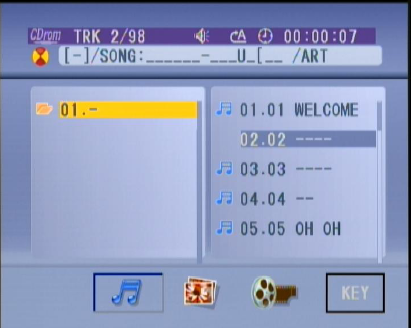 CDrom TRK 2/98 00:00:07
[-]/SONG:______-___U_[__ /ART
01.-
01.01 WELCOME
02.02 ----
03.03 ----
04.04 --
05.05 OH OH
KEY